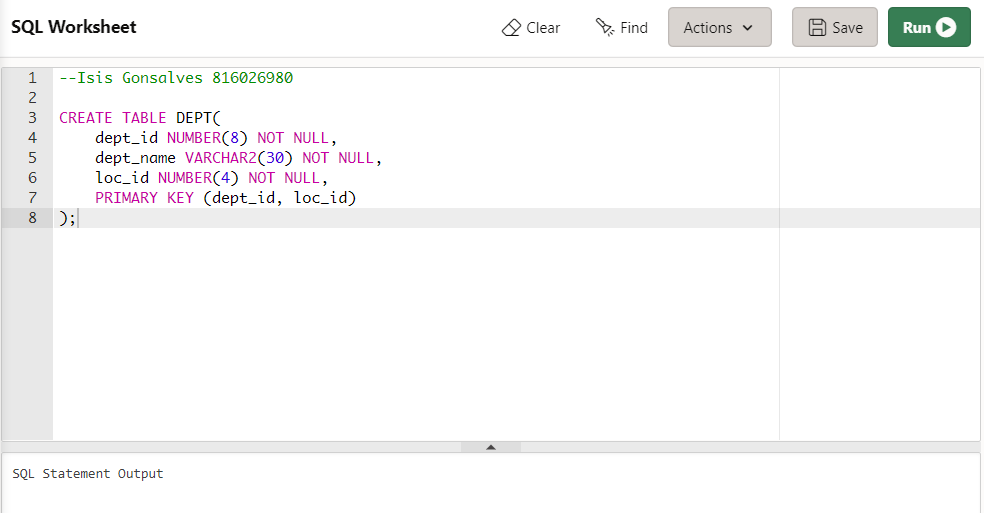 SQL Worksheet
Clear
Find
Actions
Save
Run
1 --Isis Gonsalves 816026980
2
3 CREATE TABLE DEPT(
4     dept_id NUMBER(8) NOT NULL,
5     dept_name VARCHAR2(30) NOT NULL,
6     loc_id NUMBER(4) NOT NULL,
7     PRIMARY KEY (dept_id, loc_id)
8 );
SQL Statement Output